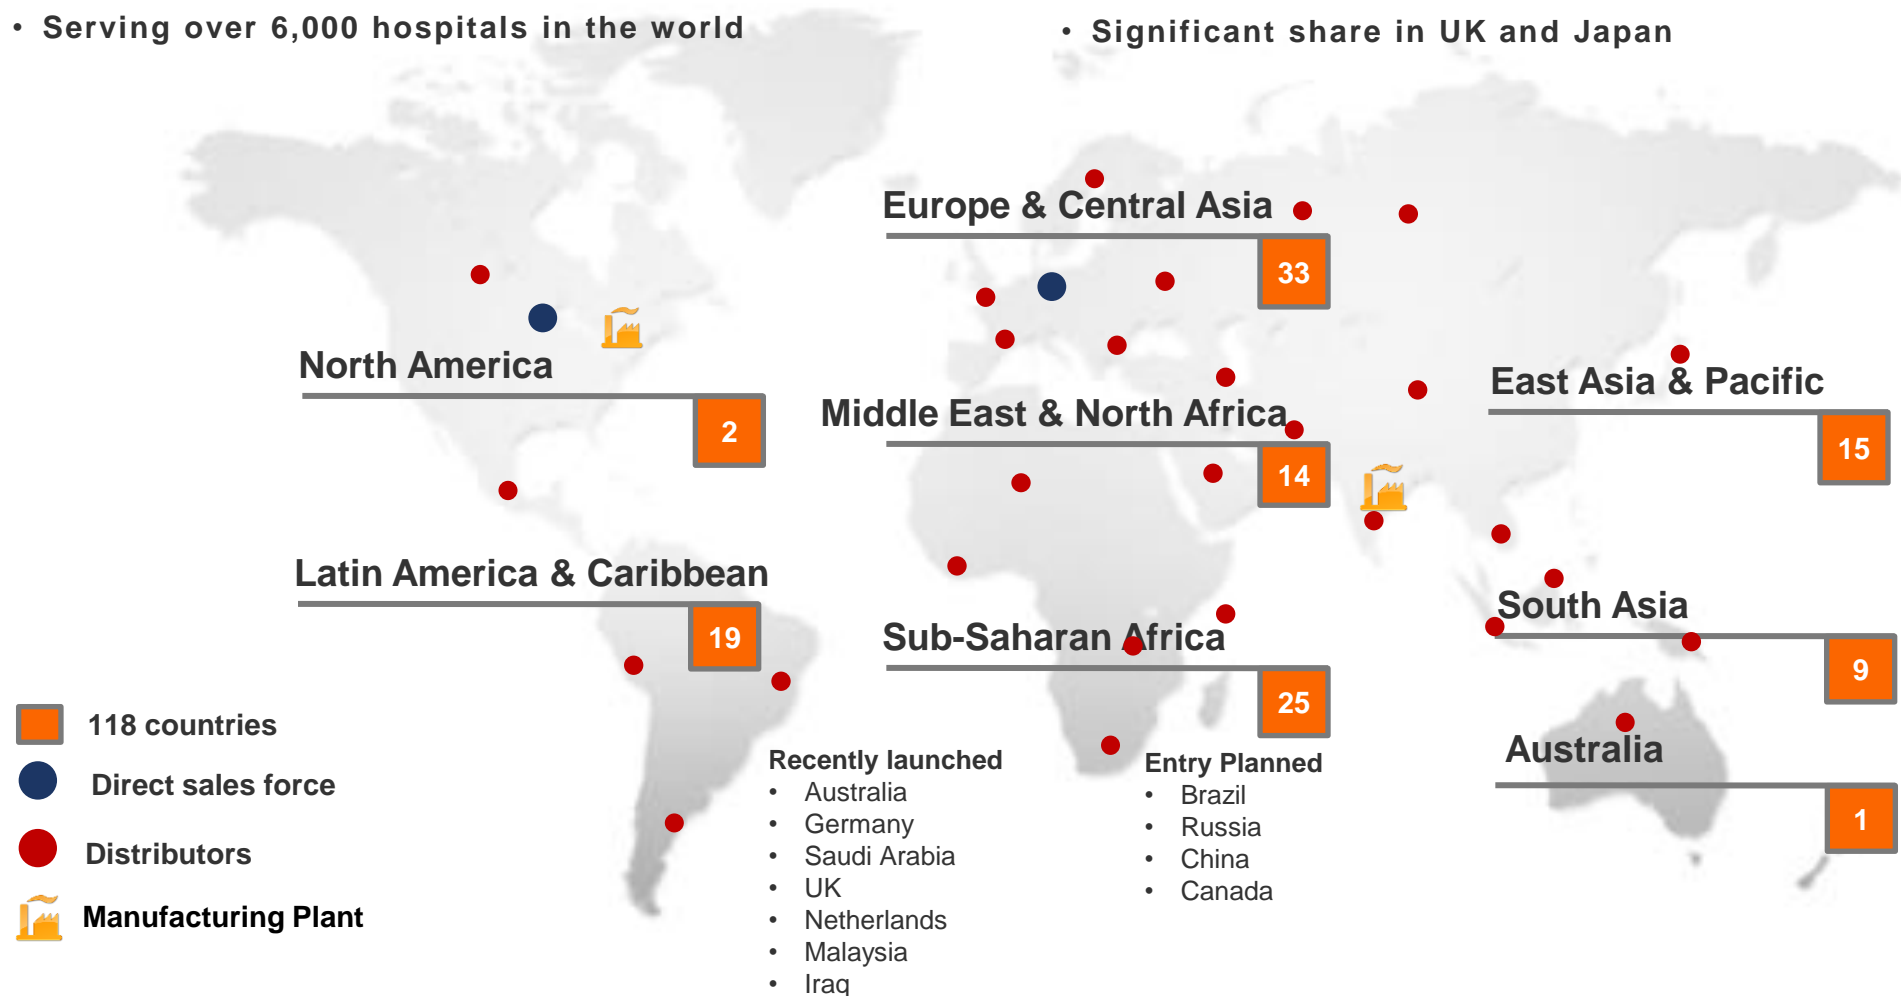 • Serving over 6,000 hospitals in the world
• Significant share in UK and Japan
Europe & Central Asia
33
North America
2
Middle East & North Africa
14
East Asia & Pacific
15
Latin America & Caribbean
19
Sub-Saharan Africa
25
South Asia
9
Australia
1
118 countries
Direct sales force
Distributors
Manufacturing Plant
Recently launched
• Australia
• Germany
• Saudi Arabia
• UK
• Netherlands
• Malaysia
• Iraq
Entry Planned
• Brazil
• Russia
• China
• Canada